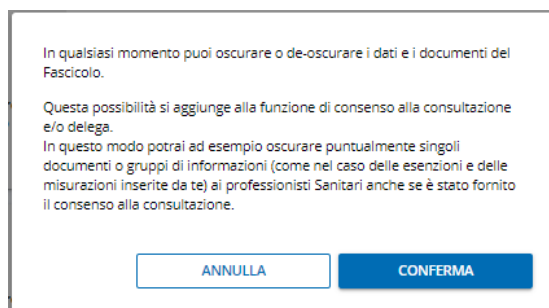 In qualsiasi momento puoi oscurare o de-oscurare i dati e i documenti del
Fascicolo.
Questa possibilità si aggiunge alla funzione di consenso alla consultazione
e/o delega.
In questo modo potrai ad esempio oscurare puntualmente singoli
documenti o gruppi di informazioni (come nel caso delle esenzioni e delle
misurazioni inserite da te) ai professionisti Sanitari anche se è stato fornito
il consenso alla consultazione.
ANNULLA CONFERMA